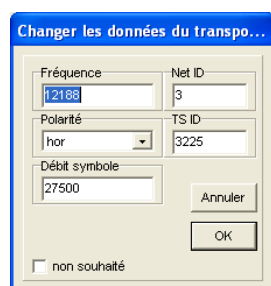 Changer les données du transpo...
Fréquence
Net ID
12188
3
Polarité
TS ID
hor
3225
Débit symbole
27500
Annuler
OK
non souhaité